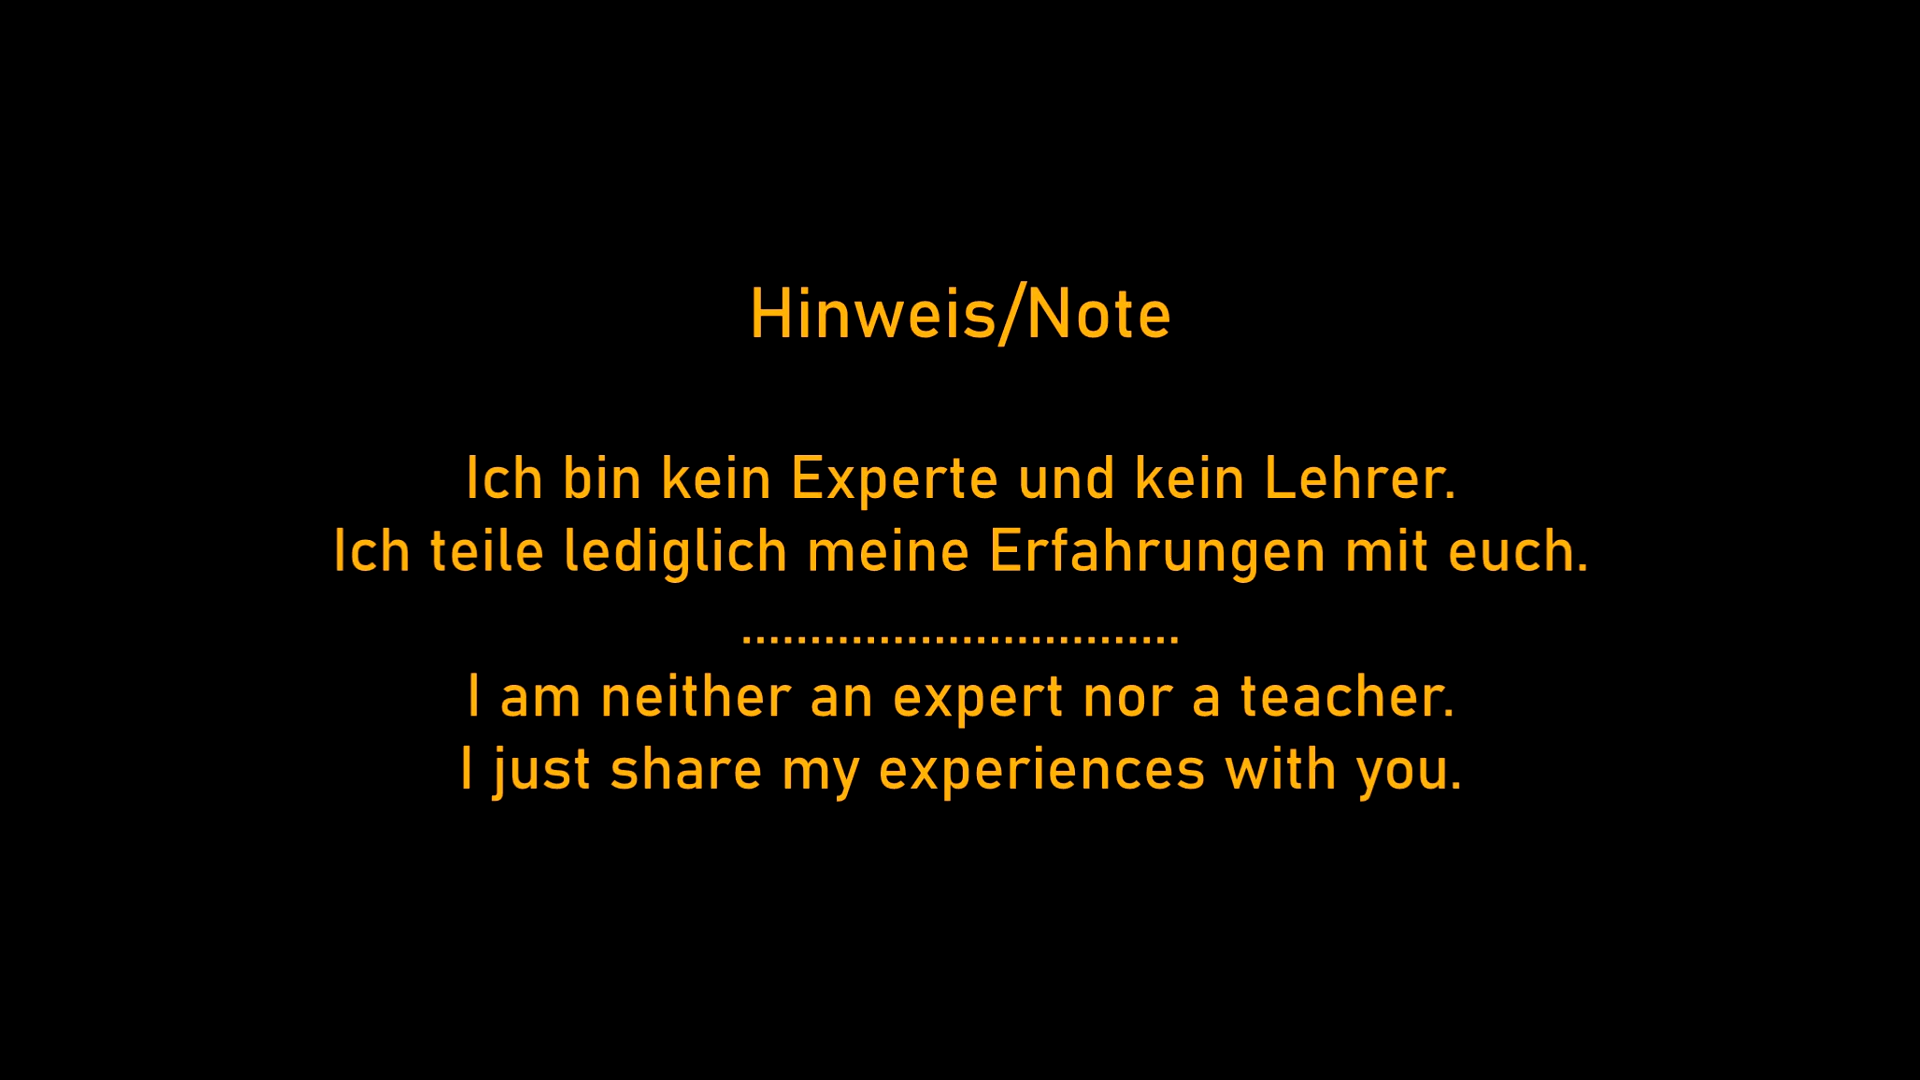 Hinweis/Note
Ich bin kein Experte und kein Lehrer.
Ich teile lediglich meine Erfahrungen mit euch.
................................
I am neither an expert nor a teacher.
I just share my experiences with you.